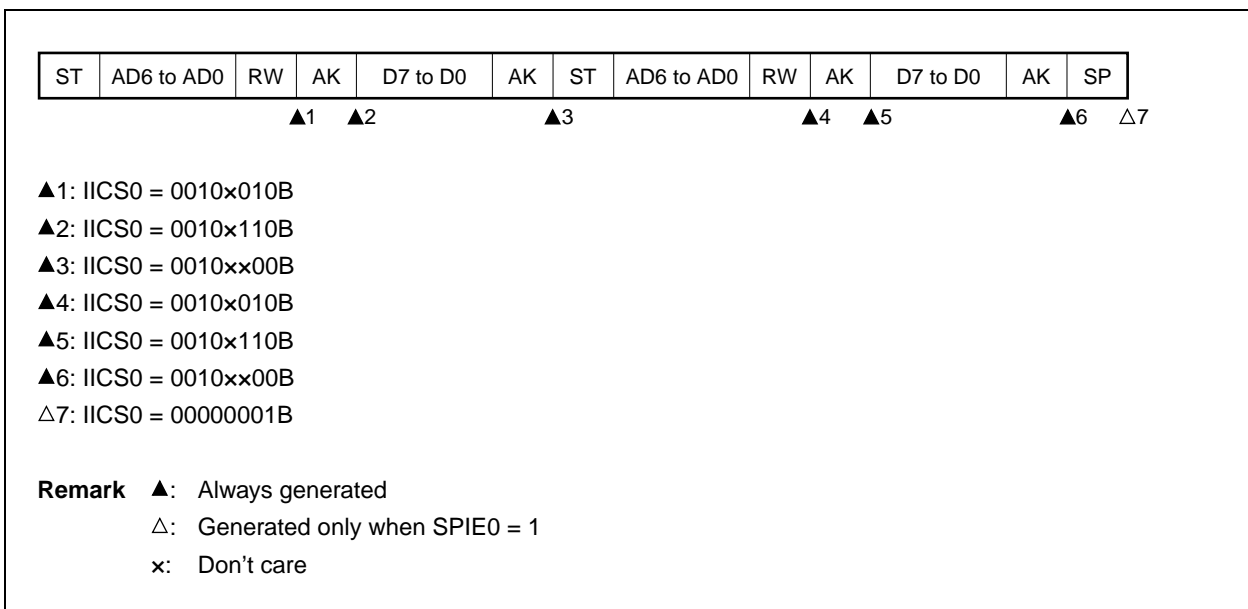 ST AD6 to AD0 RW AK D7 to D0 AK ST AD6 to AD0 RW AK D7 to D0 AK SP
▲1 ▲2 ▲3 ▲4 ▲5 ▲6 △7
▲1: IICS0 = 0010×010B
▲2: IICS0 = 0010×110B
▲3: IICS0 = 0010××00B
▲4: IICS0 = 0010×010B
▲5: IICS0 = 0010×110B
▲6: IICS0 = 0010××00B
△7: IICS0 = 00000001B
Remark ▲: Always generated
△: Generated only when SPIE0 = 1
×: Don't care